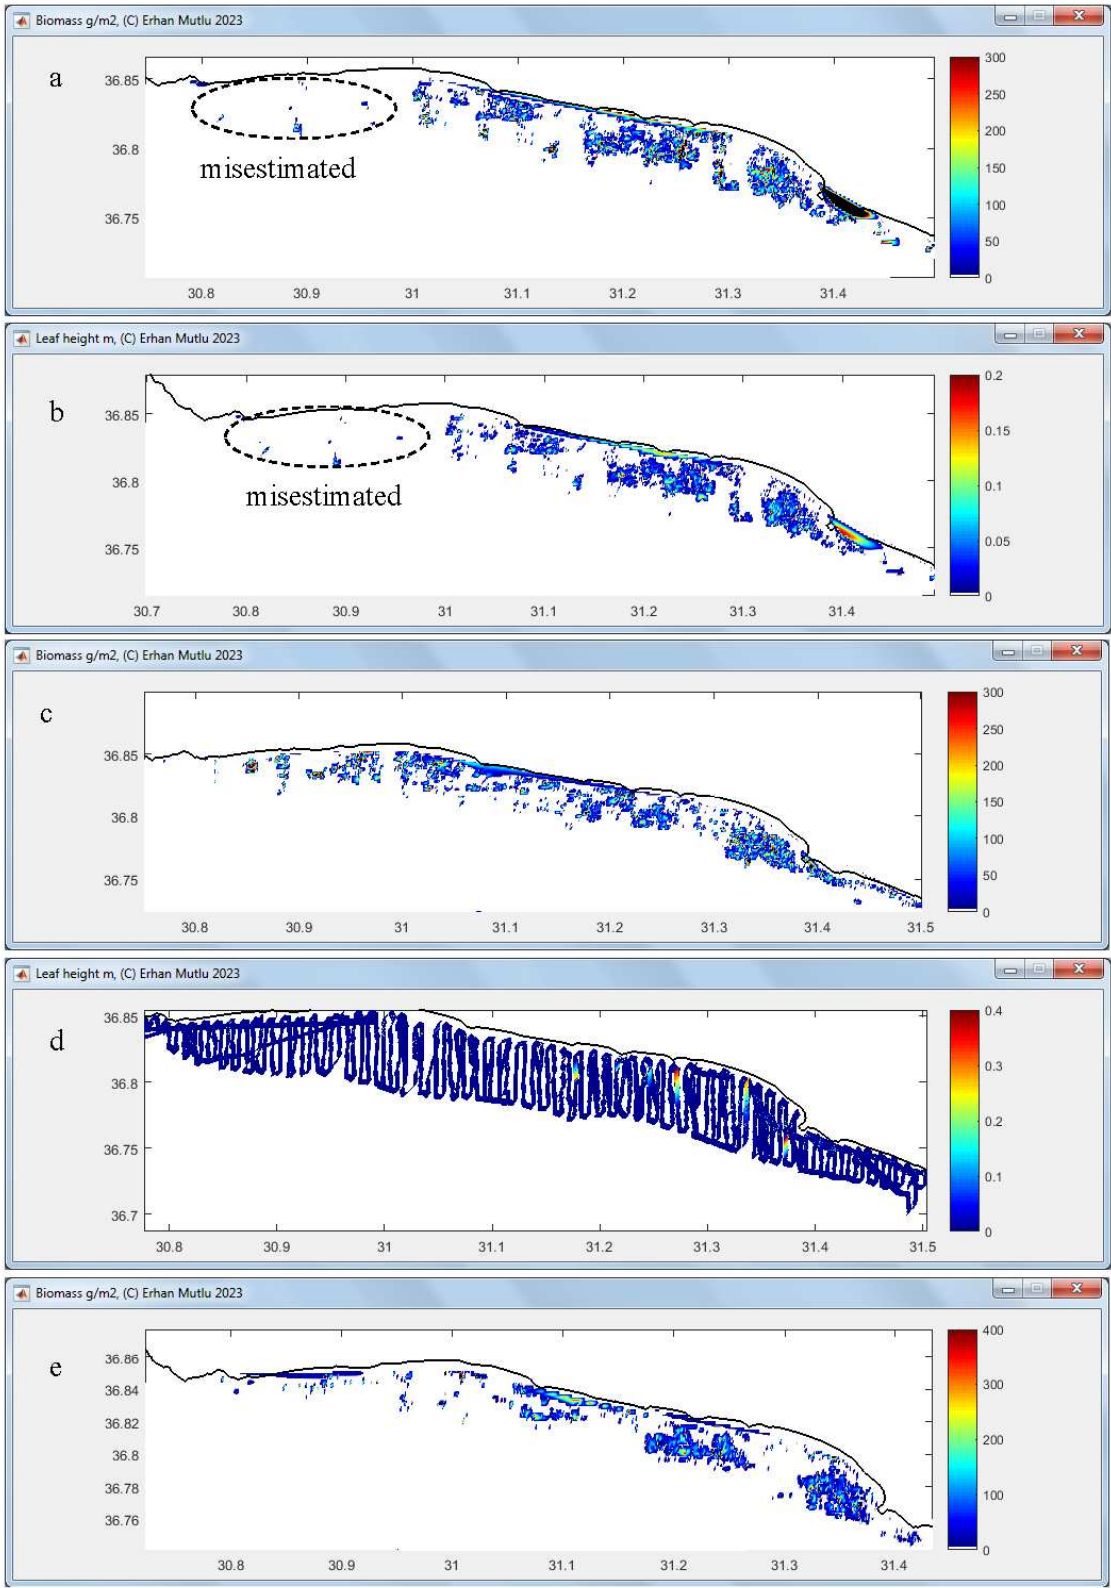 Biomass g/m2, (C) Erhan Mutlu 2023
a
misestimated
36.85
36.8
36.75
30.8 30.9 31 31.1 31.2 31.3 31.4
300
250
200
150
100
50
0
Leaf height m, (C) Erhan Mutlu 2023
b
misestimated
36.85
36.8
36.75
30.7 30.8 30.9 31 31.1 31.2 31.3 31.4
0.2
0.15
0.1
0.05
0
Biomass g/m2, (C) Erhan Mutlu 2023
c
36.85
36.8
36.75
30.8 30.9 31 31.1 31.2 31.3 31.4 31.5
300
250
200
150
100
50
0
Leaf height m, (C) Erhan Mutlu 2023
d
36.85
36.8
36.75
36.7
30.8 30.9 31 31.1 31.2 31.3 31.4 31.5
0.4
0.3
0.2
0.1
0
Biomass g/m2, (C) Erhan Mutlu 2023
e
36.86
36.84
36.82
36.8
36.78
36.76
30.8 30.9 31 31.1 31.2 31.3 31.4
400
300
200
100
0